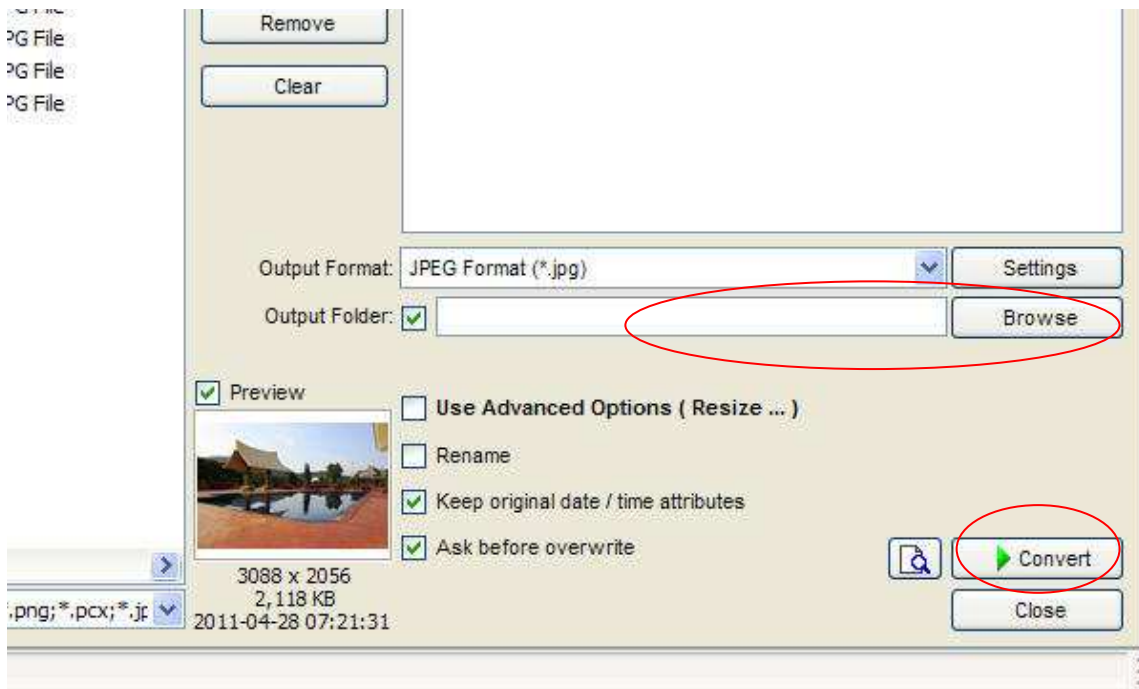 PG File
PG File
PG File
Remove
Clear
Output Format: JPEG Format (*.jpg) Settings
Output Folder: Browse
Preview
Use Advanced Options ( Resize ... )
Rename
Keep original date / time attributes
Ask before overwrite
Convert
Close
3088 x 2056
2,118 KB
2011-04-28 07:21:31
*.png;*.pcx;*.jp